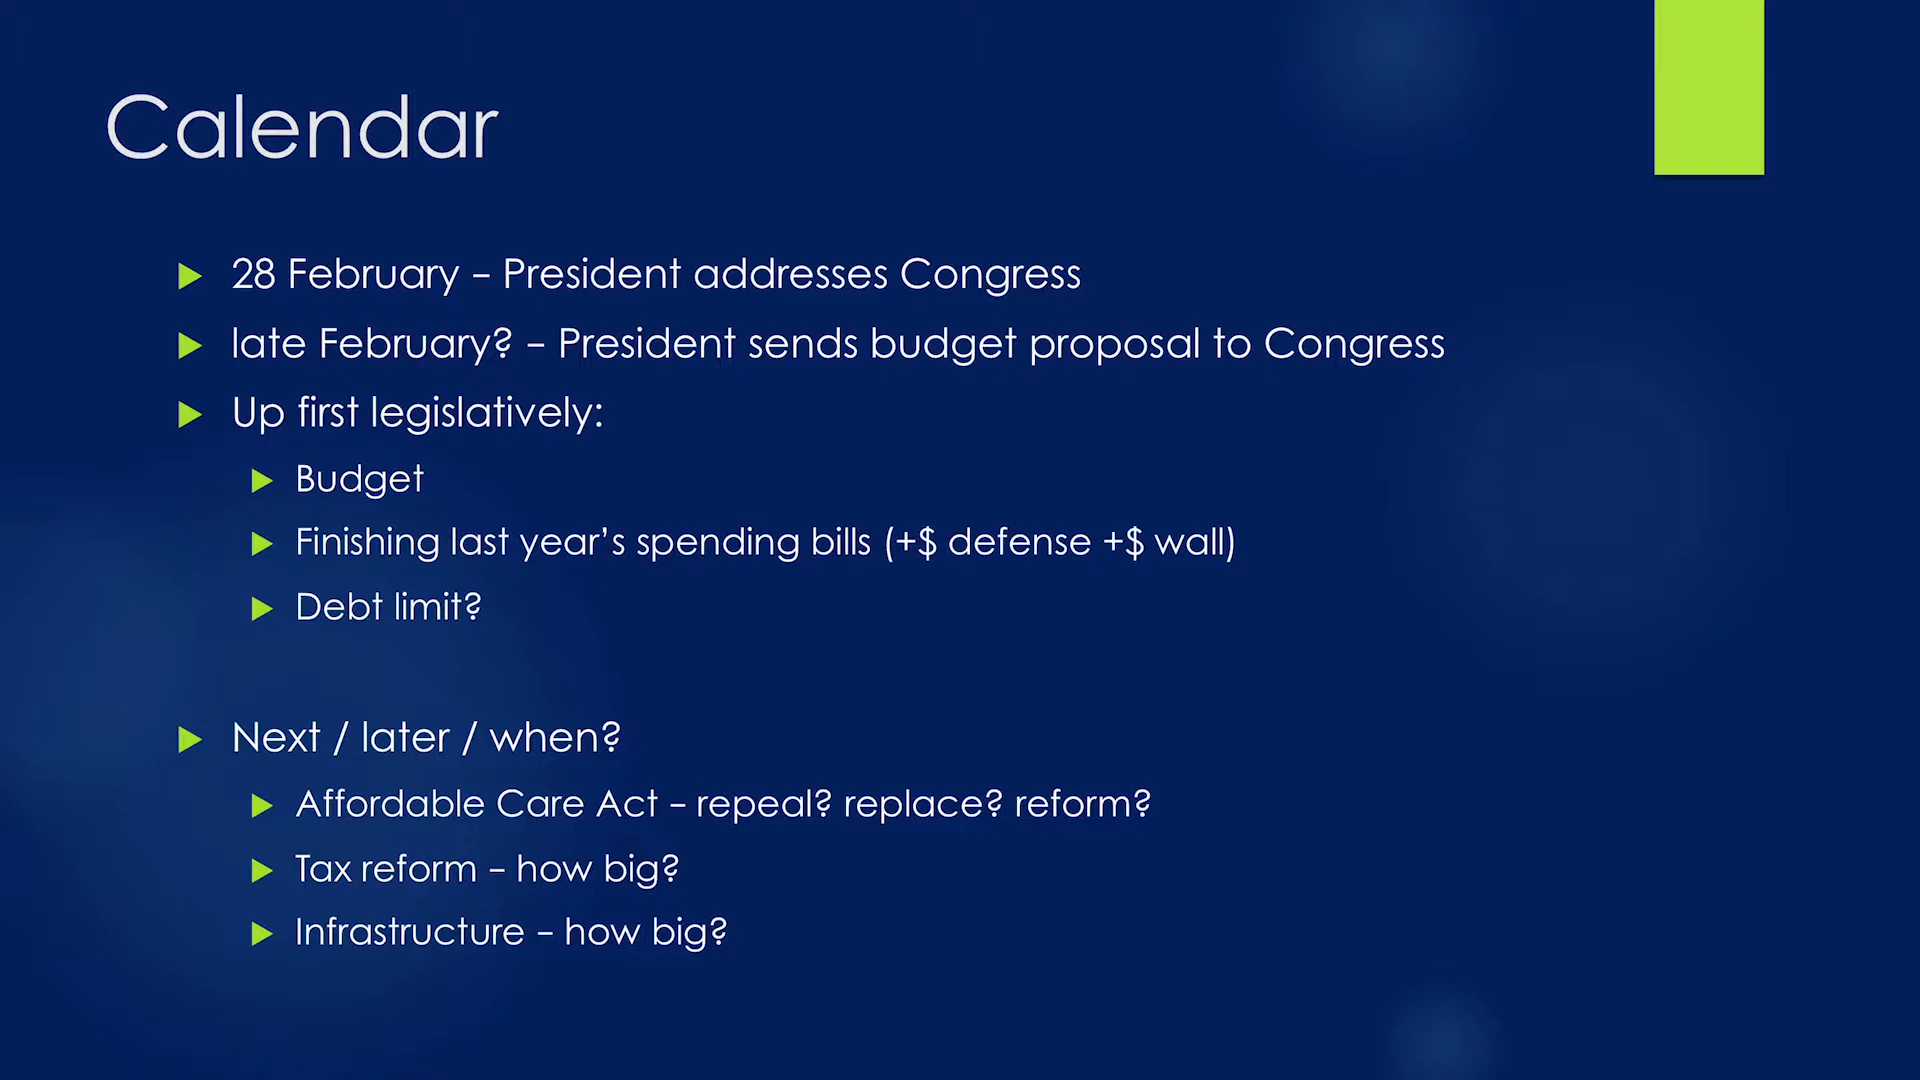 Calendar
28 February – President addresses Congress
late February? – President sends budget proposal to Congress
Up first legislatively:
Budget
Finishing last year’s spending bills (+$ defense +$ wall)
Debt limit?
Next / later / when?
Affordable Care Act – repeal? replace? reform?
Tax reform – how big?
Infrastructure – how big?